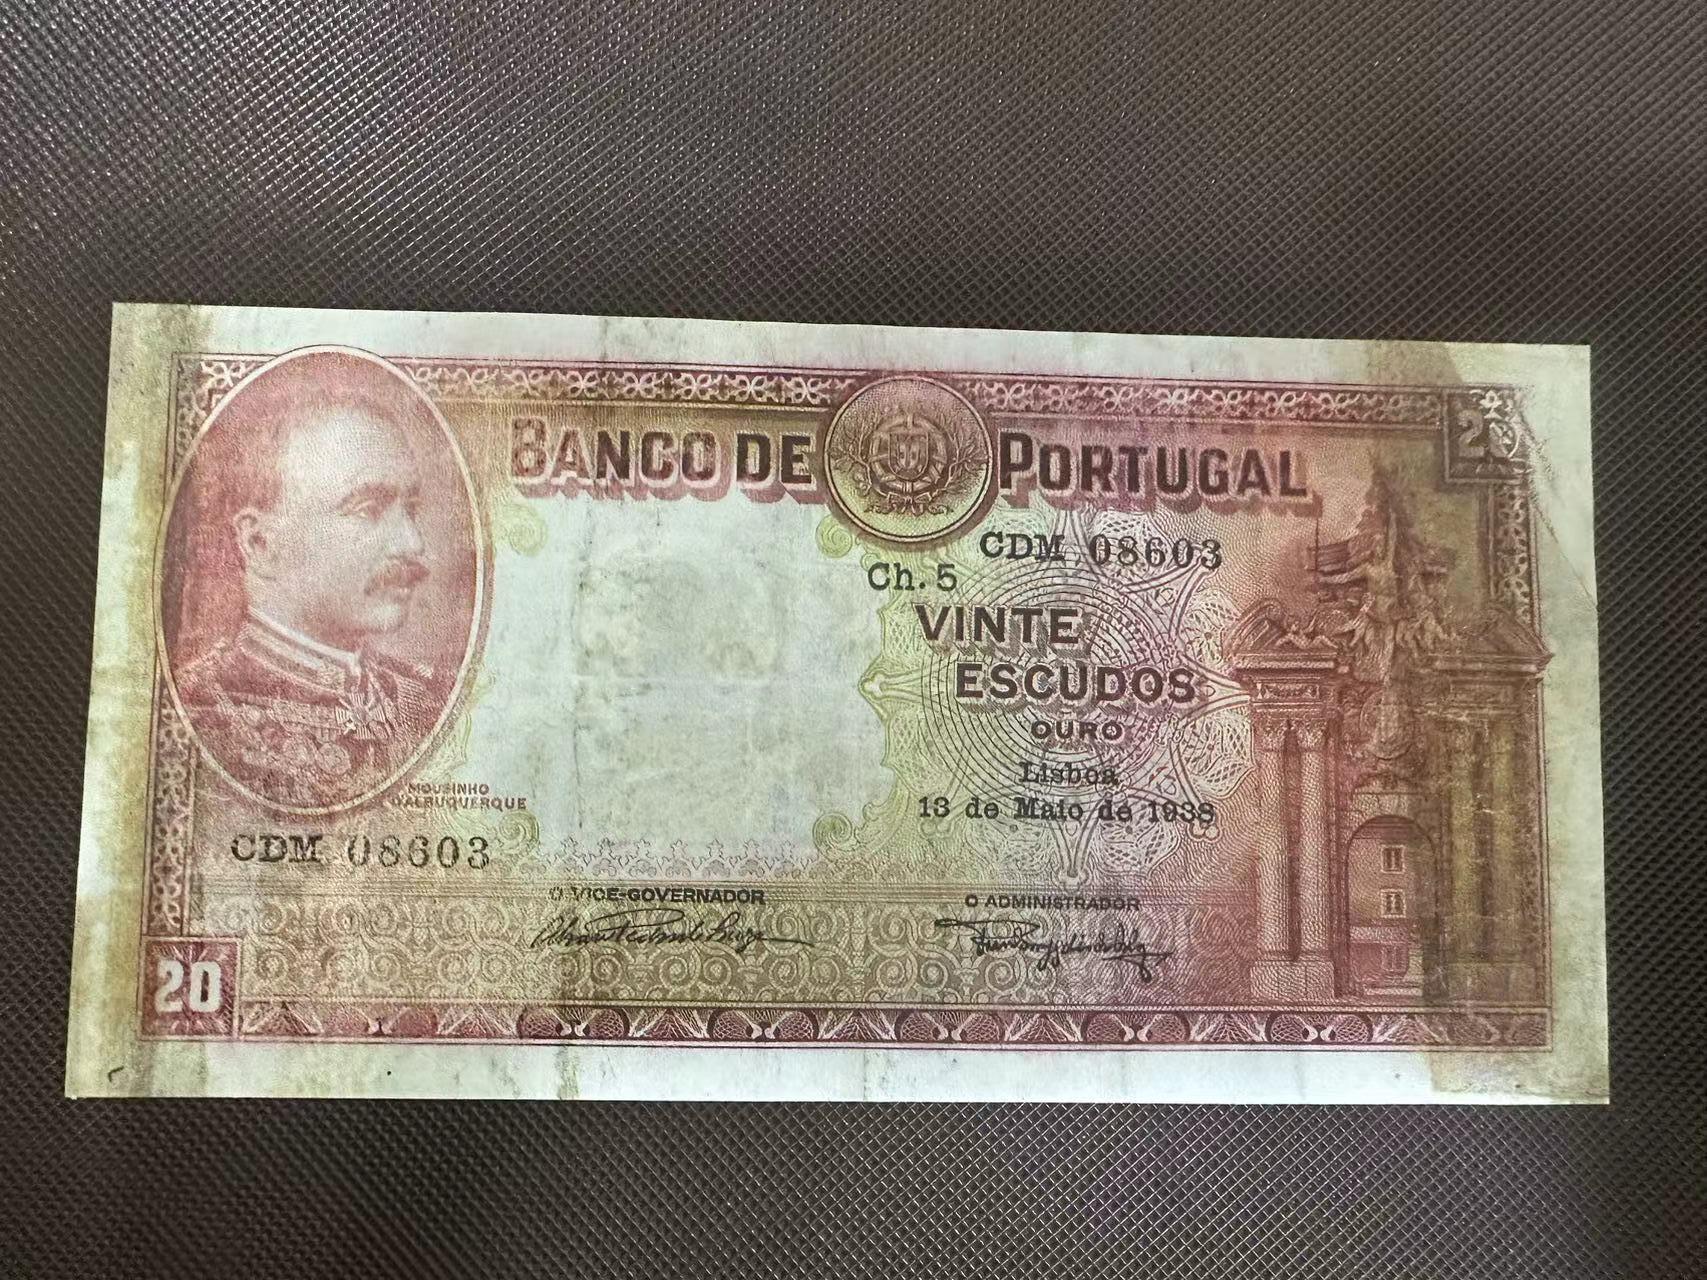 BANCO DE PORTUGAL
20
CDM 08603
Ch. 5
VINTE
ESCUDOS
OURO
Lisboa
13 de Maio de 1938
MOUSINHO
D'ALBUQUERQUE
CDM 08603
O VICE-GOVERNADOR
O ADMINISTRADOR
20